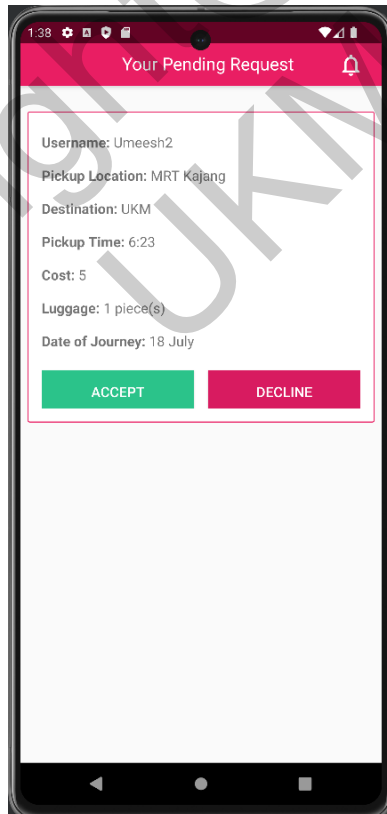 1:38
Your Pending Request
Username: Umeesh2
Pickup Location: MRT Kajang
Destination: UKM
Pickup Time: 6:23
Cost: 5
Luggage: 1 piece(s)
Date of Journey: 18 July
ACCEPT DECLINE
UKM